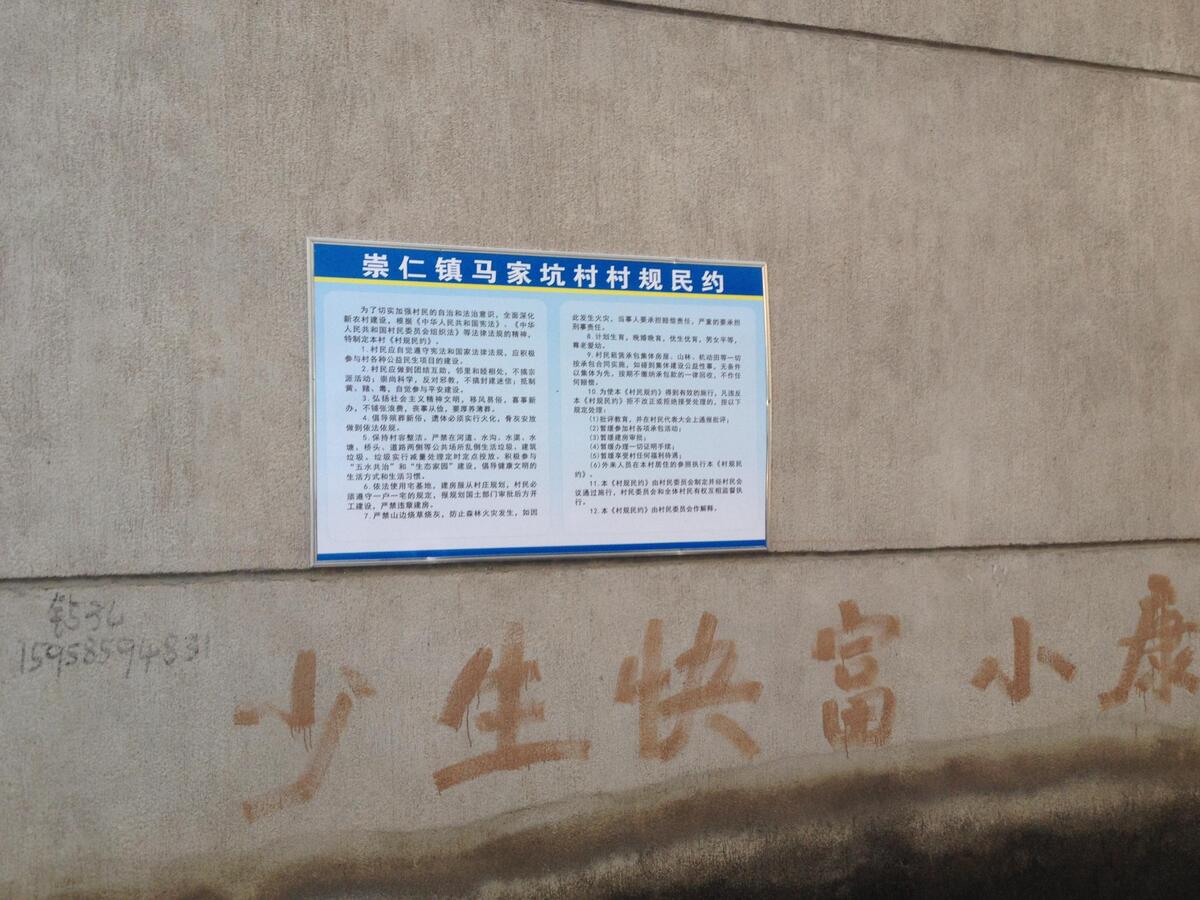 崇仁镇马家坑村村规民约
为了切实加强村民的自治和法治意识，全面深化
新农村建设，根据《中华人民共和国宪法》、《中华
人民共和国村民委员会组织法》等法律法规的精神，
特制定本村《村规民约》。
1.村民应自觉遵守宪法和国家法律法规，应积极
参与村各种公益民生项目的建设。
2.村民应做到团结互助，邻里和睦相处，不搞宗
派活动；崇尚科学，反对邪教，不搞封建迷信；抵制
黄、赌、毒，自觉参与平安建设。
3.弘扬社会主义精神文明，移风易俗，喜事新
办，不铺张浪费，丧事从俭，要厚养薄葬。
4.倡导殡葬新俗，遗体必须实行火化，骨灰安放
做到依法依规。
5.保持村容整洁。严禁在河道、水沟、水渠、水
塘、桥头、道路两侧等公共场所乱倒生活垃圾、建筑
垃圾。垃圾实行减量处理定时定点投放。积极参与
“五水共治”和“生态家园”建设，倡导健康文明的
生活方式和生活习惯。
6.依法使用宅基地，建房服从村庄规划，村民必
须遵守一户一宅的规定，报规划国土部门审批后方开
工建设，严禁违章建房。
7.严禁山边烧草烧灰，防止森林火灾发生，如因
此发生火灾，当事人要承担赔偿责任，严重的要承担
刑事责任。
8.计划生育，晚婚晚育，优生优育，男女平等，
尊老爱幼。
9.村民租赁承包集体房屋、山林、机动田等一切
按承包合同实施，如碰到集体建设公益性事，无条件
以集体为先。按期不缴纳承包款的一律回收，不作任
何赔偿。
10.为使本《村民规约》得到有效的施行，凡违反
本《村规民约》拒不改正或拒绝接受处理的，按以下
规定处理：
(1)批评教育，并在村民代表大会上通报批评；
(2)暂缓参加村各项承包活动；
(3)暂缓建房审批；
(4)暂缓办理一切证明手续；
(5)暂缓享受村任何福利待遇；
(6)外来人员在本村居住的参照执行本《村规民
约》。
11.本《村规民约》由村民委员会制定并经村民会
议通过施行，村民委员会和全体村民有权互相监督执
行。
12.本《村规民约》由村民委员会作解释。
15958594831
少生快富小康